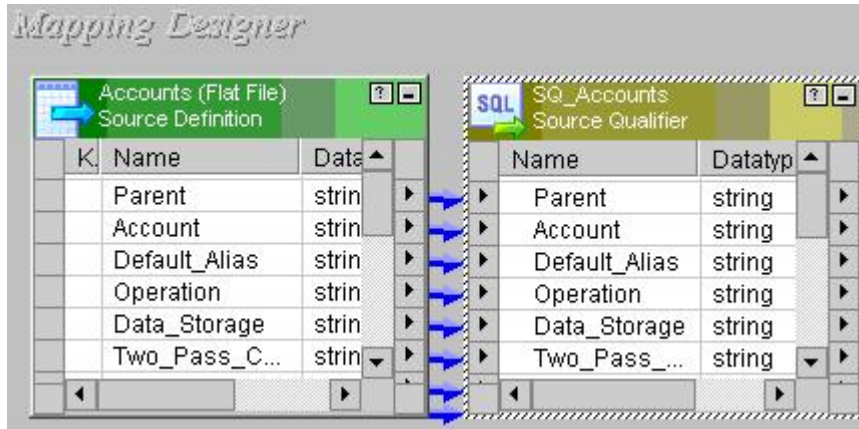 Mapping Designer
Accounts (Flat File)
Source Definition
K. Name Data
Parent strin
Account strin
Default_Alias strin
Operation strin
Data_Storage strin
Two_Pass_C... strin
SQL
SQ_Accounts
Source Qualifier
Name Datatyp
Parent string
Account string
Default_Alias string
Operation string
Data_Storage string
Two_Pass_... string